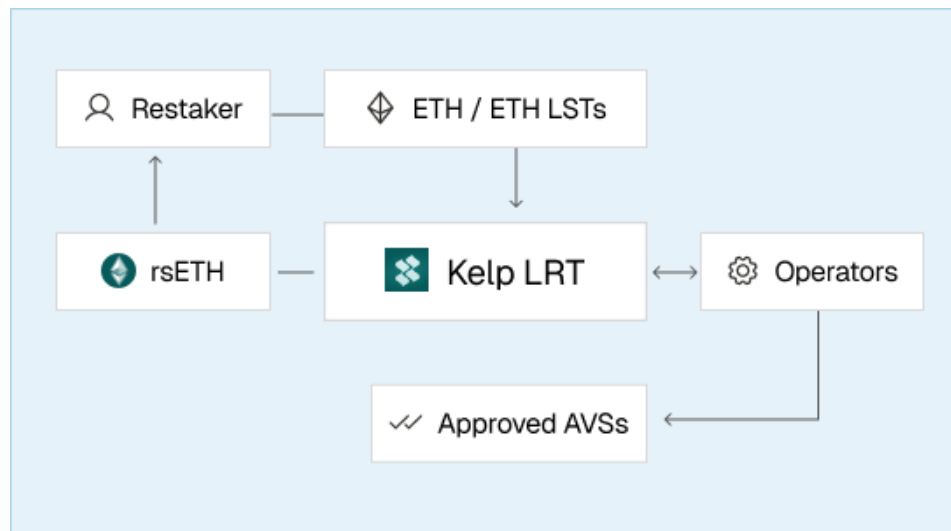 Restaker
ETH / ETH LSTs
rsETH
Kelp LRT
Operators
Approved AVSs